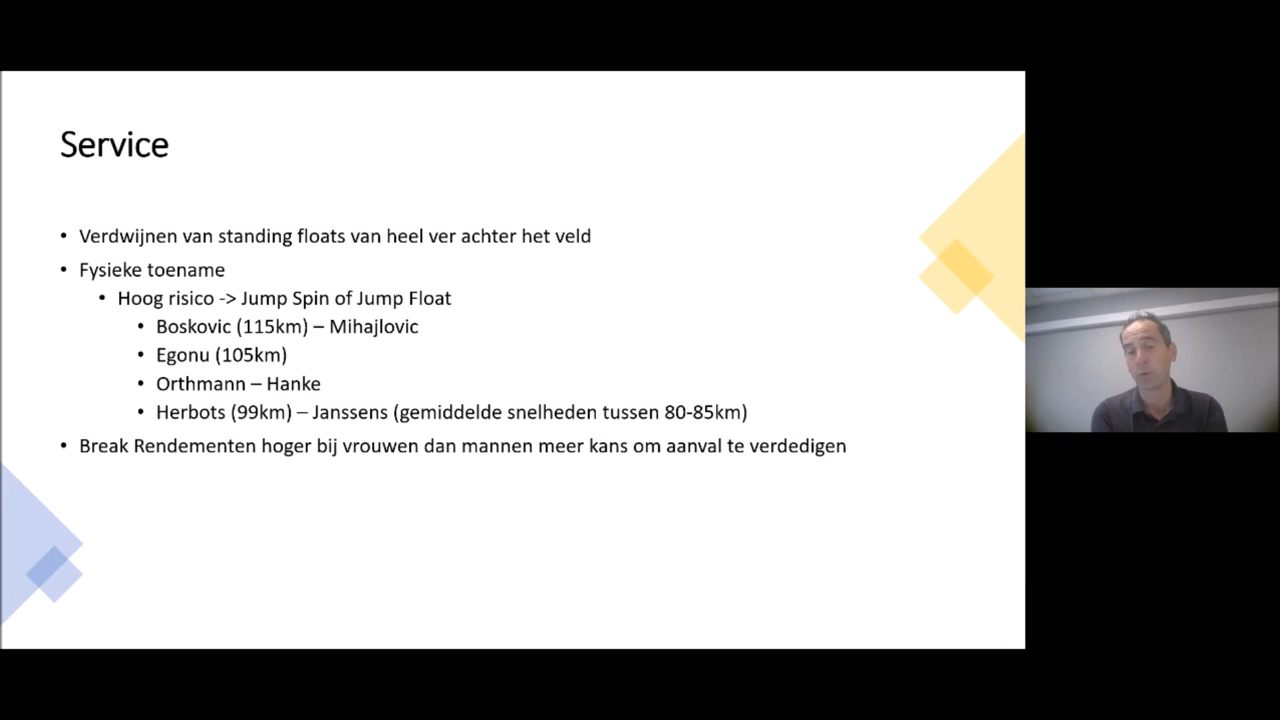 Service
• Verdwijnen van standing floats van heel ver achter het veld
• Fysieke toename
• Hoog risico -> Jump Spin of Jump Float
• Boskovic (115km) – Mihajlovic
• Egonu (105km)
• Orthmann – Hanke
• Herbots (99km) – Janssens (gemiddelde snelheden tussen 80-85km)
• Break Rendementen hoger bij vrouwen dan mannen meer kans om aanval te verdedigen